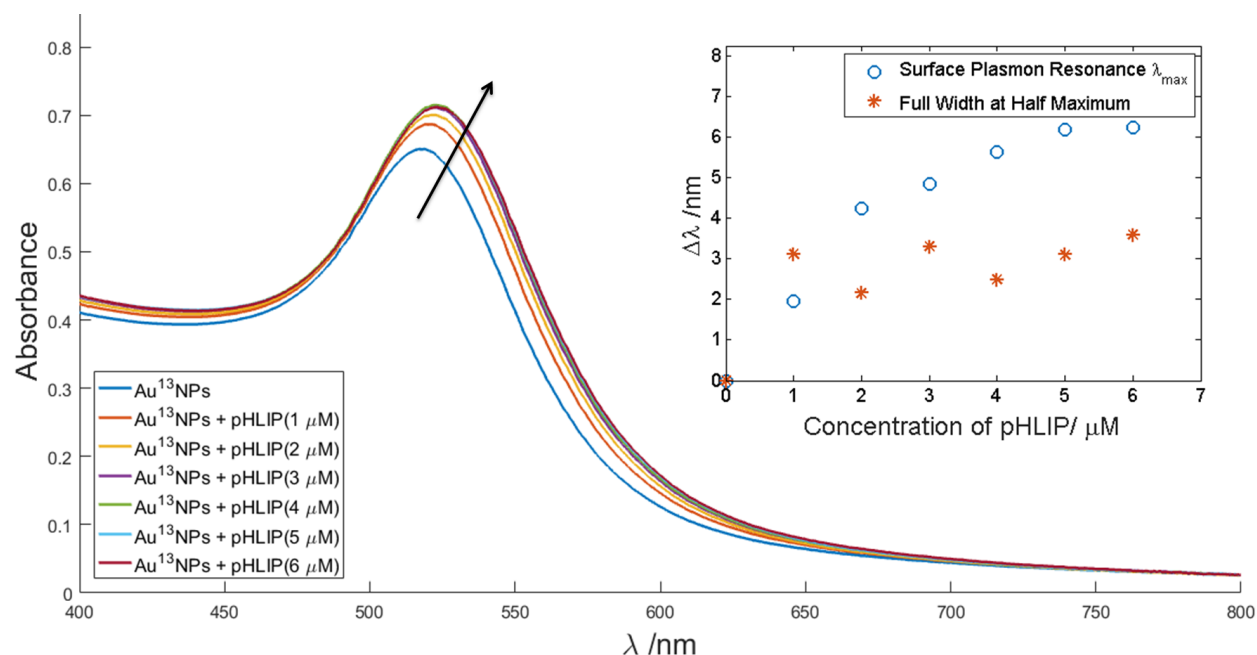 0.8
0.7
0.6
0.5
0.4
0.3
0.2
0.1
0
Absorbance
400
450
500
550
600
650
700
750
800
λ /nm
Au¹³NPs
Au¹³NPs + pHLIP(1 μM)
Au¹³NPs + pHLIP(2 μM)
Au¹³NPs + pHLIP(3 μM)
Au¹³NPs + pHLIP(4 μM)
Au¹³NPs + pHLIP(5 μM)
Au¹³NPs + pHLIP(6 μM)
Surface Plasmon Resonance λmax
Full Width at Half Maximum
8
7
6
5
4
3
2
1
0
Δλ /nm
0
1
2
3
4
5
6
7
Concentration of pHLIP/ μM